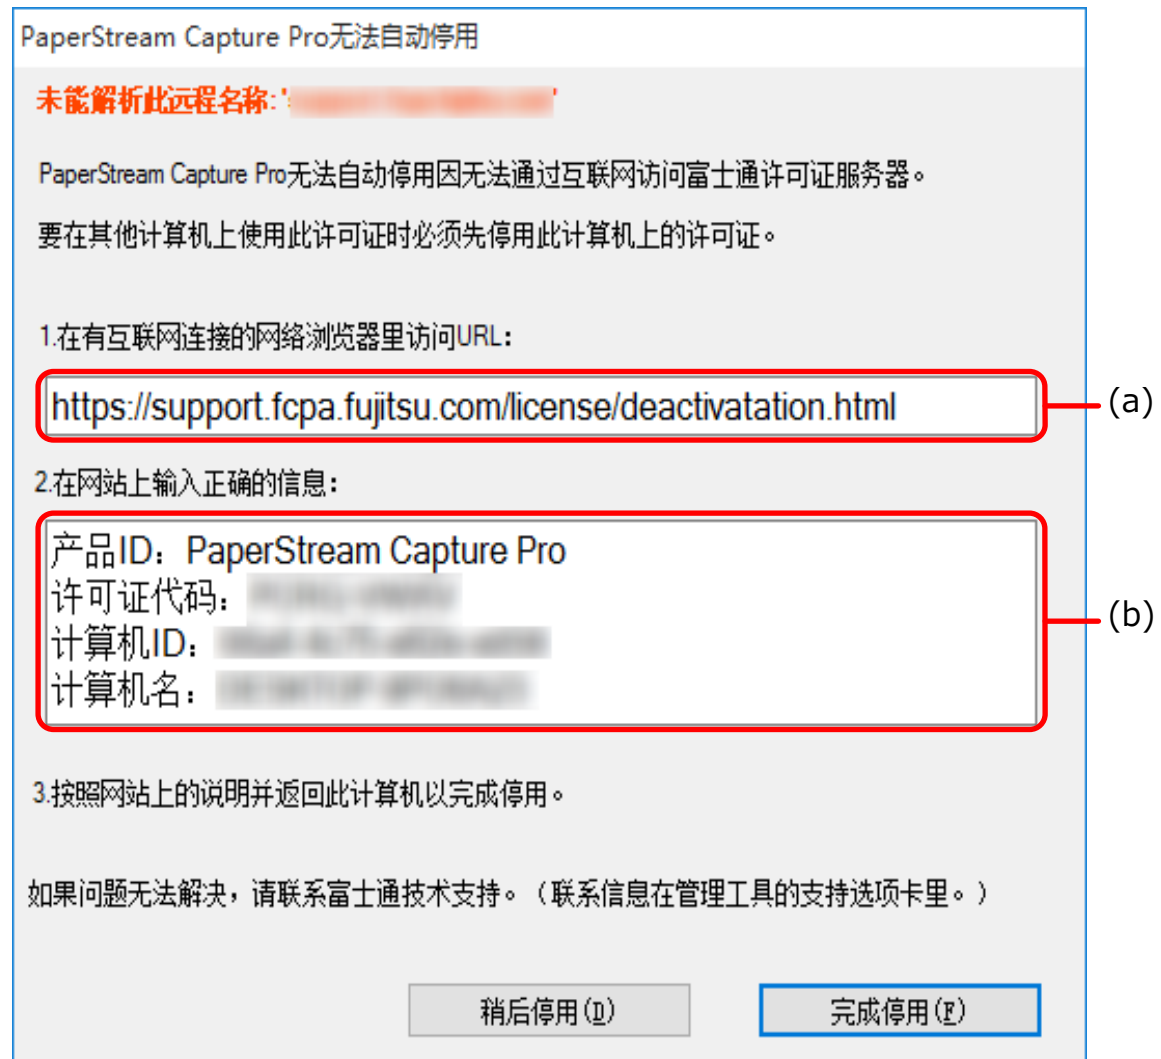 PaperStream Capture Pro无法自动停用
未能解析此远程名称:' '
PaperStream Capture Pro无法自动停用因无法通过互联网访问富士通许可证服务器。
要在其他计算机上使用此许可证时必须先停用此计算机上的许可证。
1.在有互联网连接的网络浏览器里访问URL：
https://support.fcpa.fujitsu.com/license/deactivatation.html
(a)
2.在网站上输入正确的信息：
产品ID：PaperStream Capture Pro
许可证代码：
计算机ID：
计算机名：
(b)
3.按照网站上的说明并返回此计算机以完成停用。
如果问题无法解决，请联系富士通技术支持。（联系信息在管理工具的支持选项卡里。）
稍后停用(D)
完成停用(F)